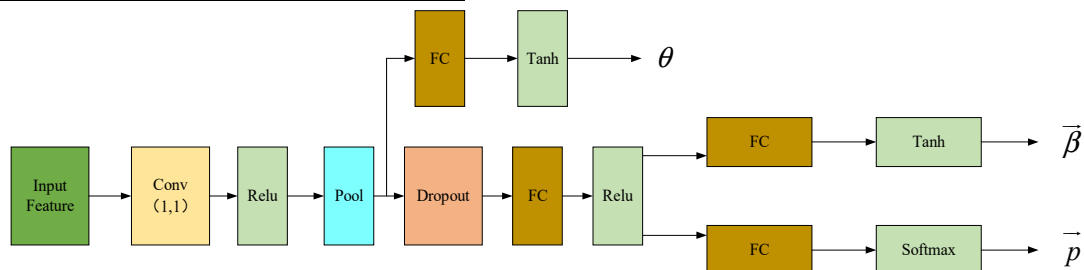 FC
Tanh
θ
Input
Feature
Conv
（1,1）
Relu
Pool
Dropout
FC
Relu
FC
Tanh
β⃗
FC
Softmax
p⃗